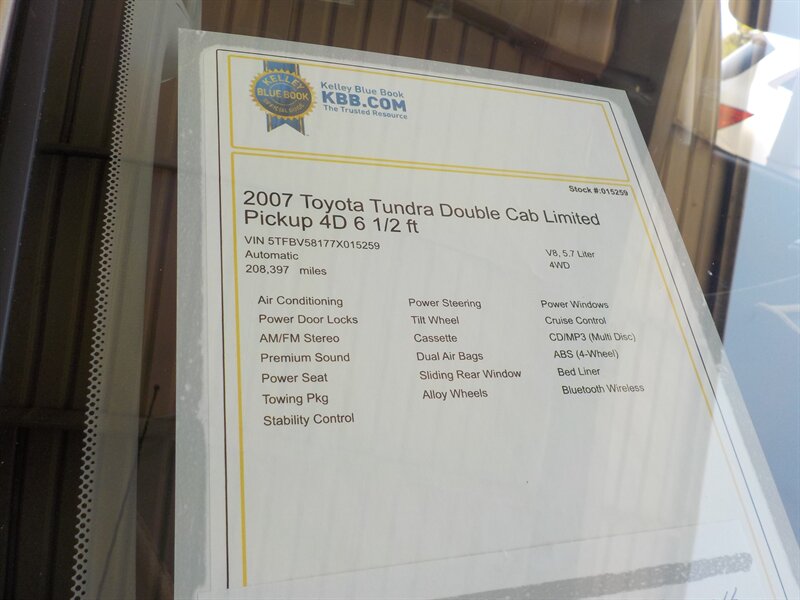 KELLEY
BLUE BOOK
OFFICIAL GUIDE
Kelley Blue Book
KBB.COM
The Trusted Resource
Stock #:015259
2007 Toyota Tundra Double Cab Limited
Pickup 4D 6 1/2 ft
VIN 5TFBV58177X015259
Automatic V8, 5.7 Liter
208,397 miles 4WD
Air Conditioning Power Steering Power Windows
Power Door Locks Tilt Wheel Cruise Control
AM/FM Stereo Cassette CD/MP3 (Multi Disc)
Premium Sound Dual Air Bags ABS (4-Wheel)
Power Seat Sliding Rear Window Bed Liner
Towing Pkg Alloy Wheels Bluetooth Wireless
Stability Control